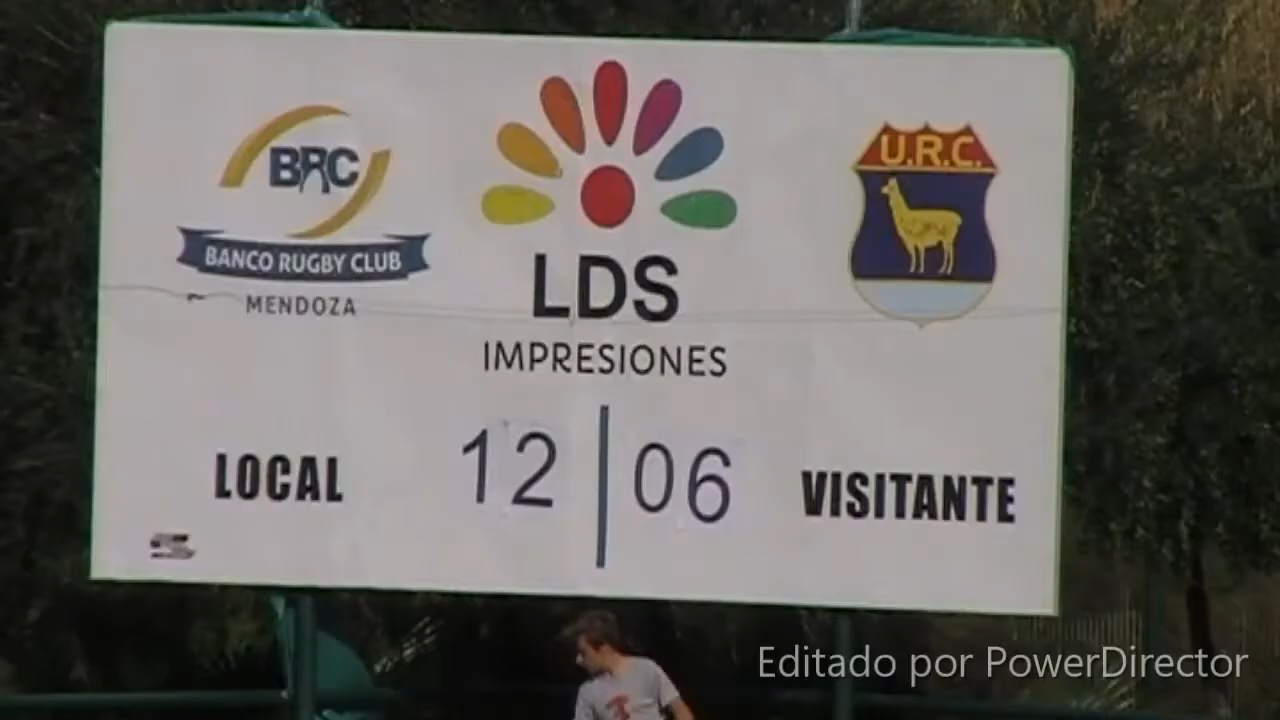 BRC
BANCO RUGBY CLUB
MENDOZA
LDS
IMPRESIONES
U.R.C.
LOCAL
12
06
VISITANTE
Editado por PowerDirector